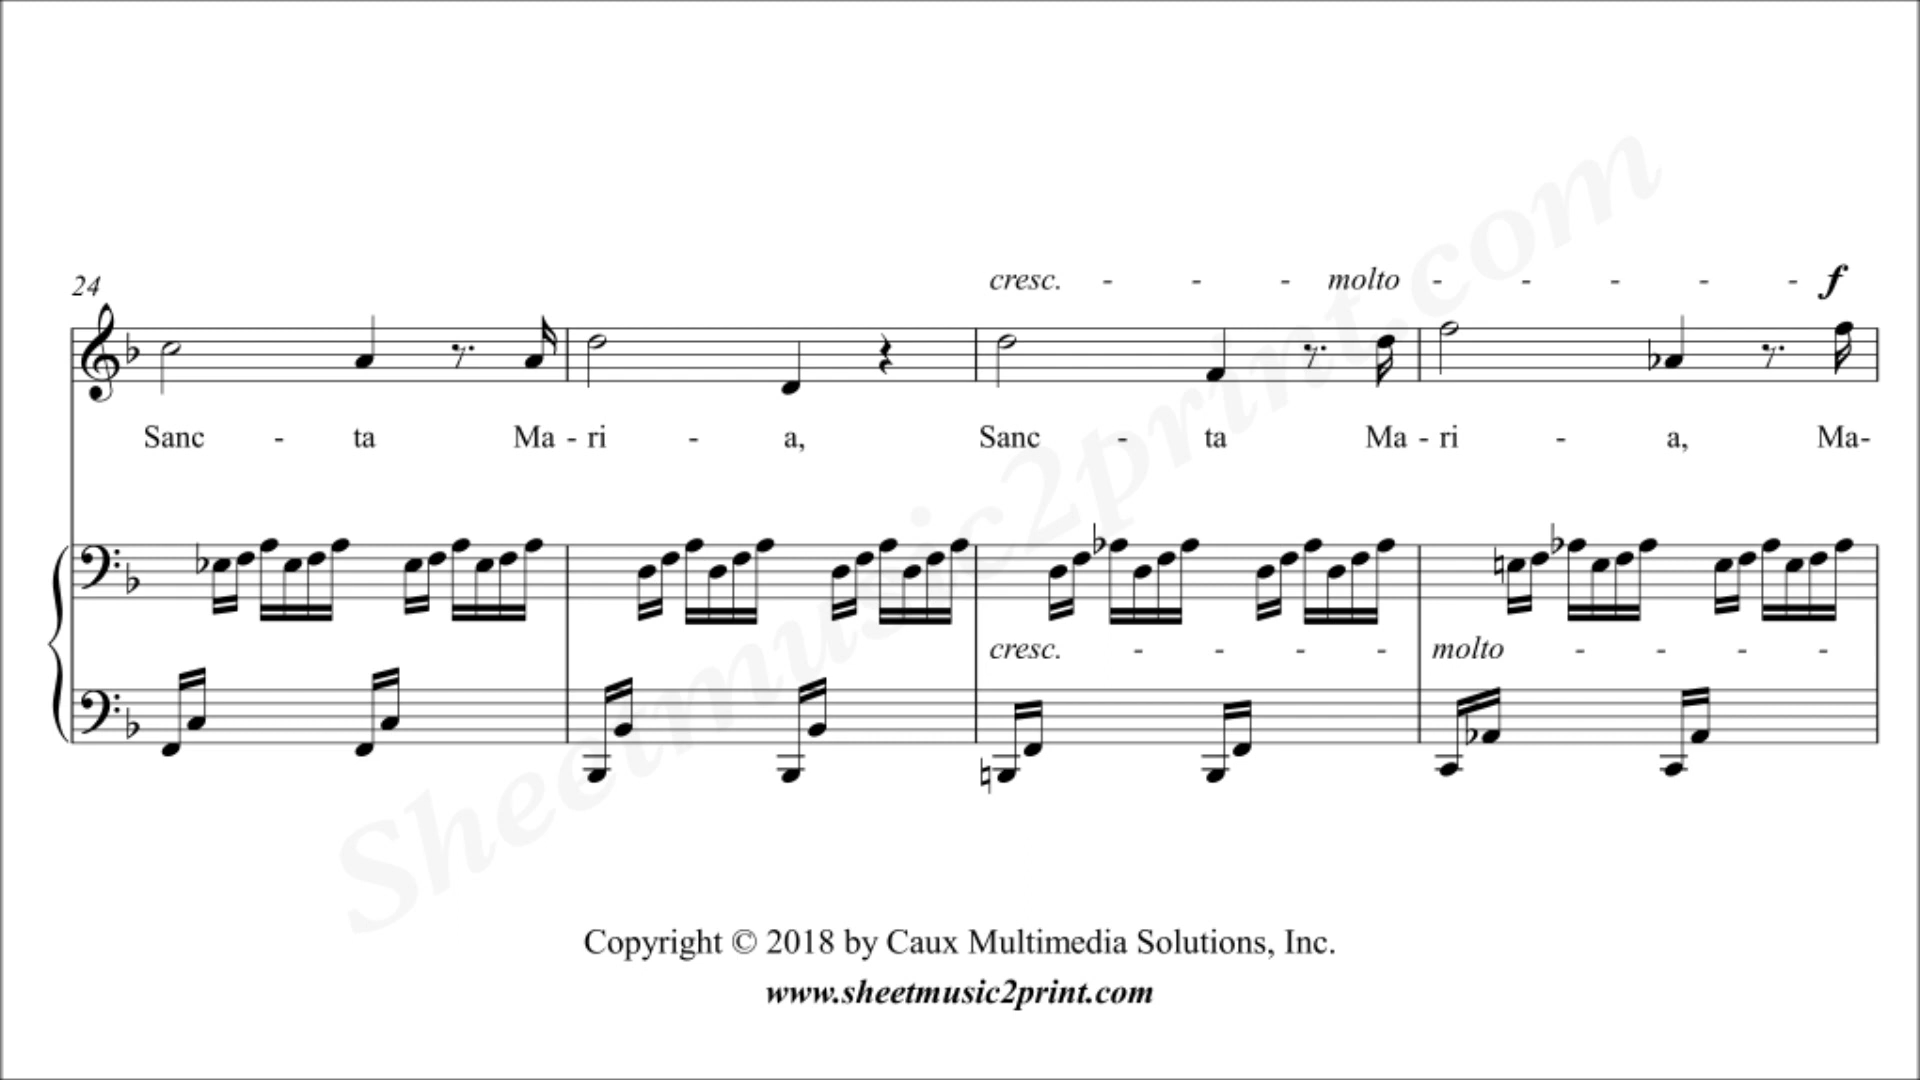 24
cresc. - - - molto - - - - - f
Sanc - ta Ma - ri - a, Sanc - ta Ma - ri - a, Ma-
cresc. - - - - molto - - - -
Sheetmusic2print.com
Copyright © 2018 by Caux Multimedia Solutions, Inc.
www.sheetmusic2print.com